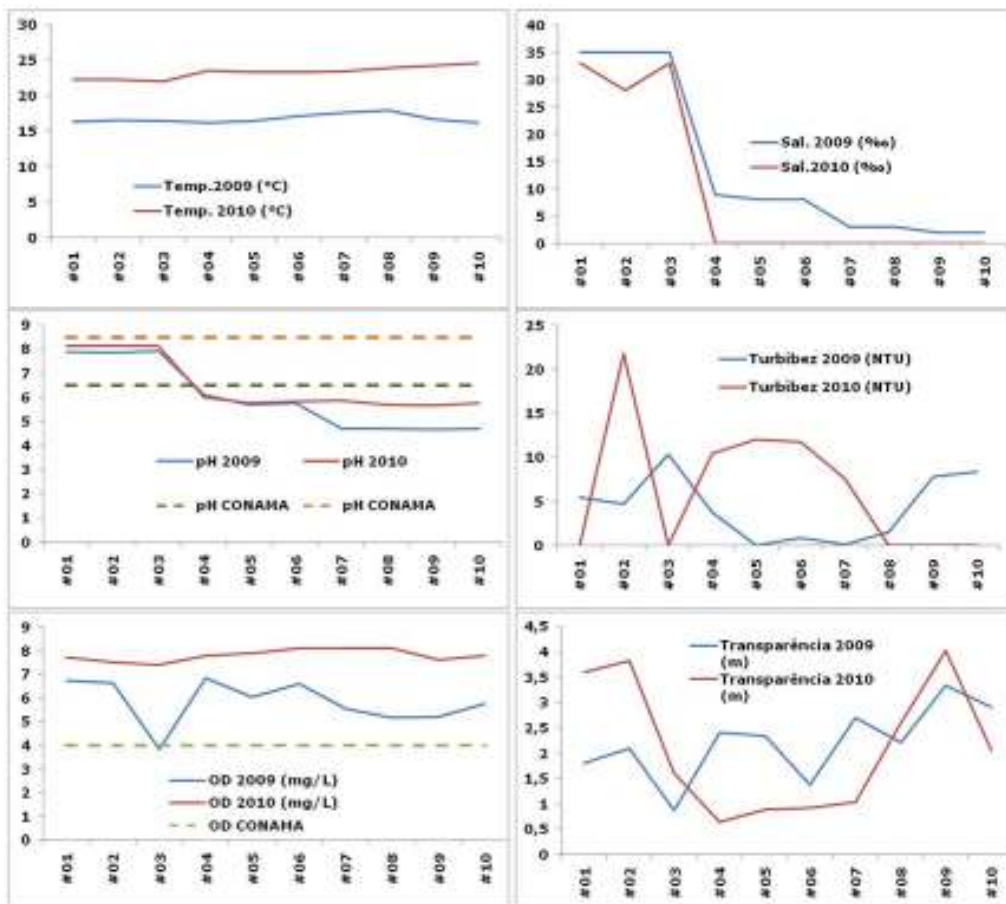 30
25
20
15
10
5
0
Temp.2009 (°C)
Temp. 2010 (°C)
#01 #02 #03 #04 #05 #06 #07 #08 #09 #10
40
35
30
25
20
15
10
5
0
Sal. 2009 (‰)
Sal.2010 (‰)
#01 #02 #03 #04 #05 #06 #07 #08 #09 #10
9
8
7
6
5
4
3
2
1
0
pH 2009 pH 2010
pH CONAMA pH CONAMA
#01 #02 #03 #04 #05 #06 #07 #08 #09 #10
25
20
15
10
5
0
Turbibez 2009 (NTU)
Turbibez 2010 (NTU)
#01 #02 #03 #04 #05 #06 #07 #08 #09 #10
9
8
7
6
5
4
3
2
1
0
OD 2009 (mg/L)
OD 2010 (mg/L)
OD CONAMA
#01 #02 #03 #04 #05 #06 #07 #08 #09 #10
4,5
4
3,5
3
2,5
2
1,5
1
0,5
0
Transparência 2009
(m)
Transparência 2010
(m)
#01 #02 #03 #04 #05 #06 #07 #08 #09 #10